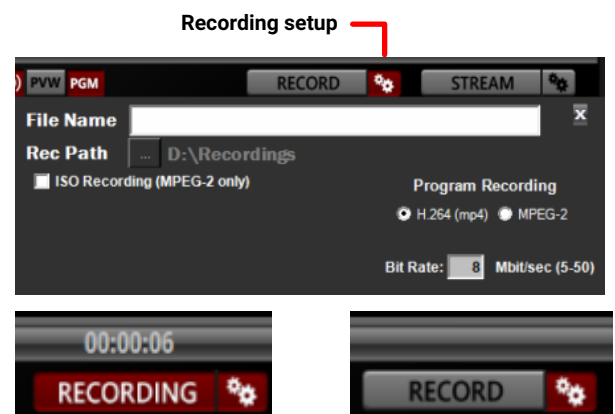 Recording setup
) PVW PGM RECORD STREAM
File Name x
Rec Path ... D:\Recordings
ISO Recording (MPEG-2 only) Program Recording
H.264 (mp4) MPEG-2
Bit Rate: 8 Mbit/sec (5-50)
00:00:06
RECORDING RECORD